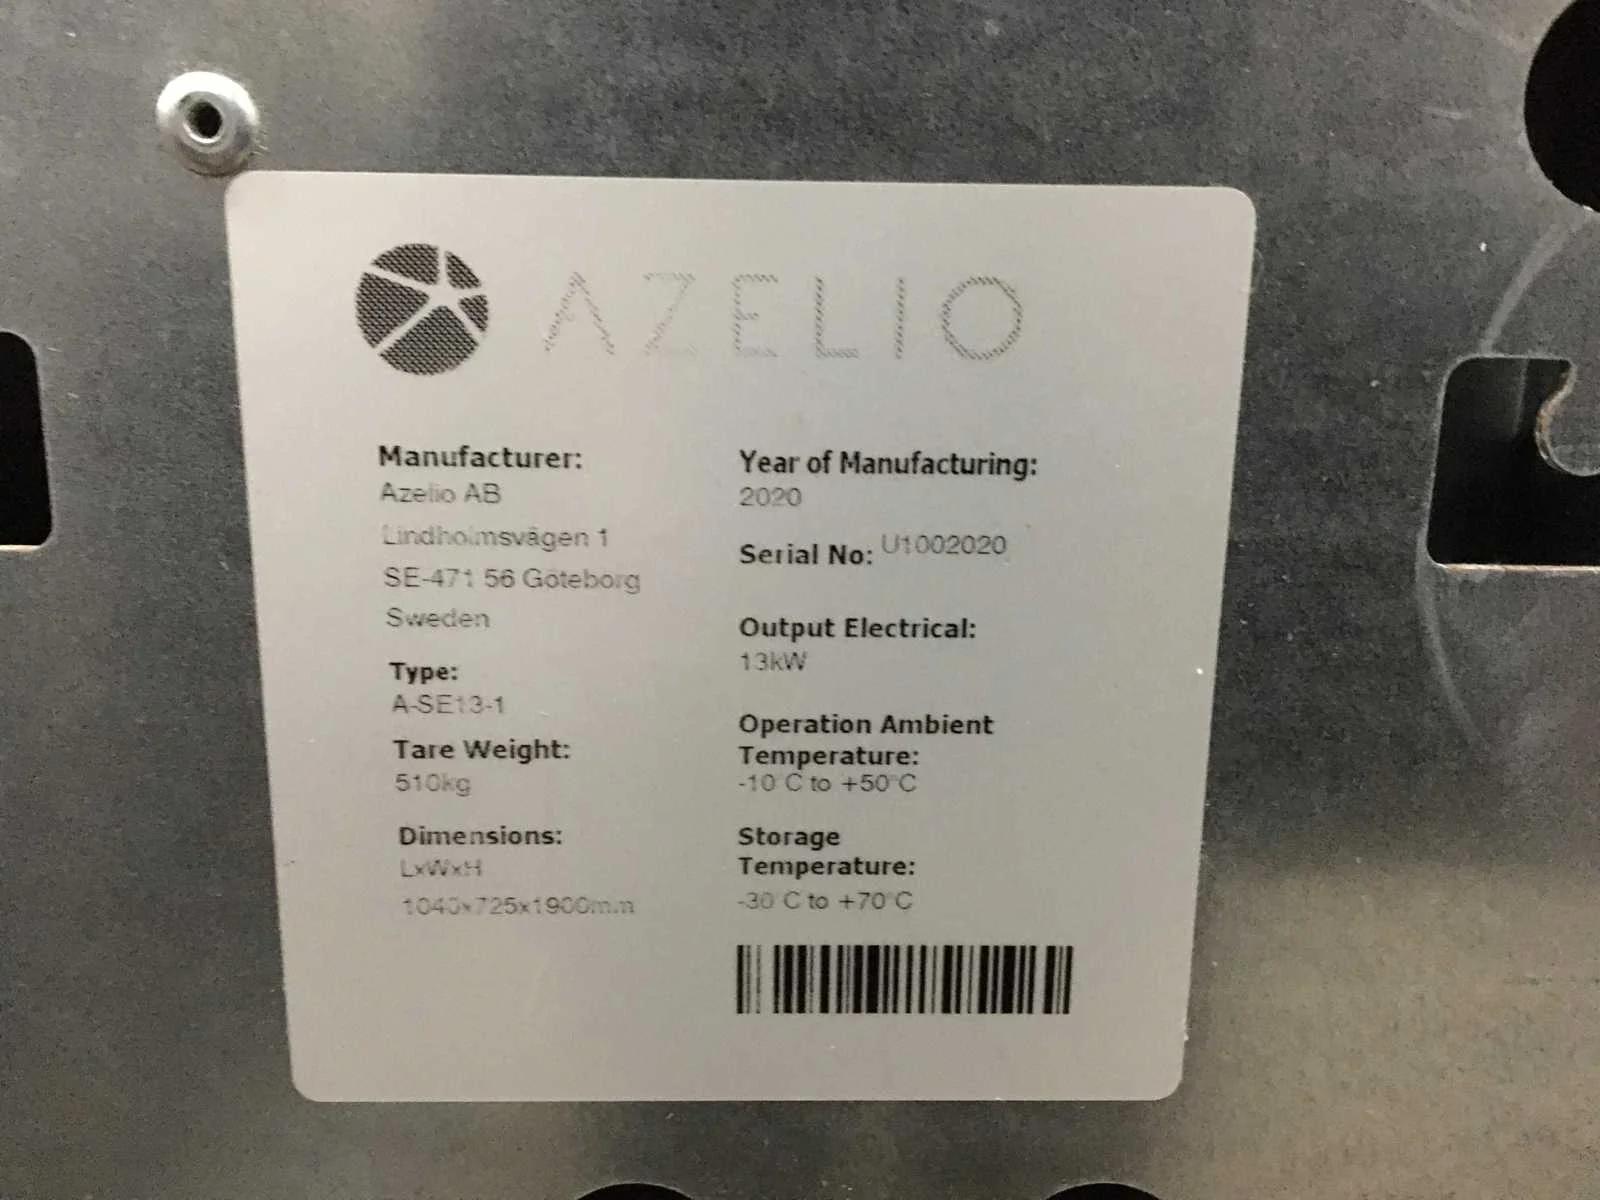 AZELIO
Manufacturer:
Azelio AB
Lindholmsvägen 1
SE-471 56 Göteborg
Sweden
Type:
A-SE13-1
Tare Weight:
510kg
Dimensions:
LxWxH
1040x725x1900mm
Year of Manufacturing:
2020
Serial No: U1002020
Output Electrical:
13kW
Operation Ambient
Temperature:
-10°C to +50°C
Storage
Temperature:
-30°C to +70°C